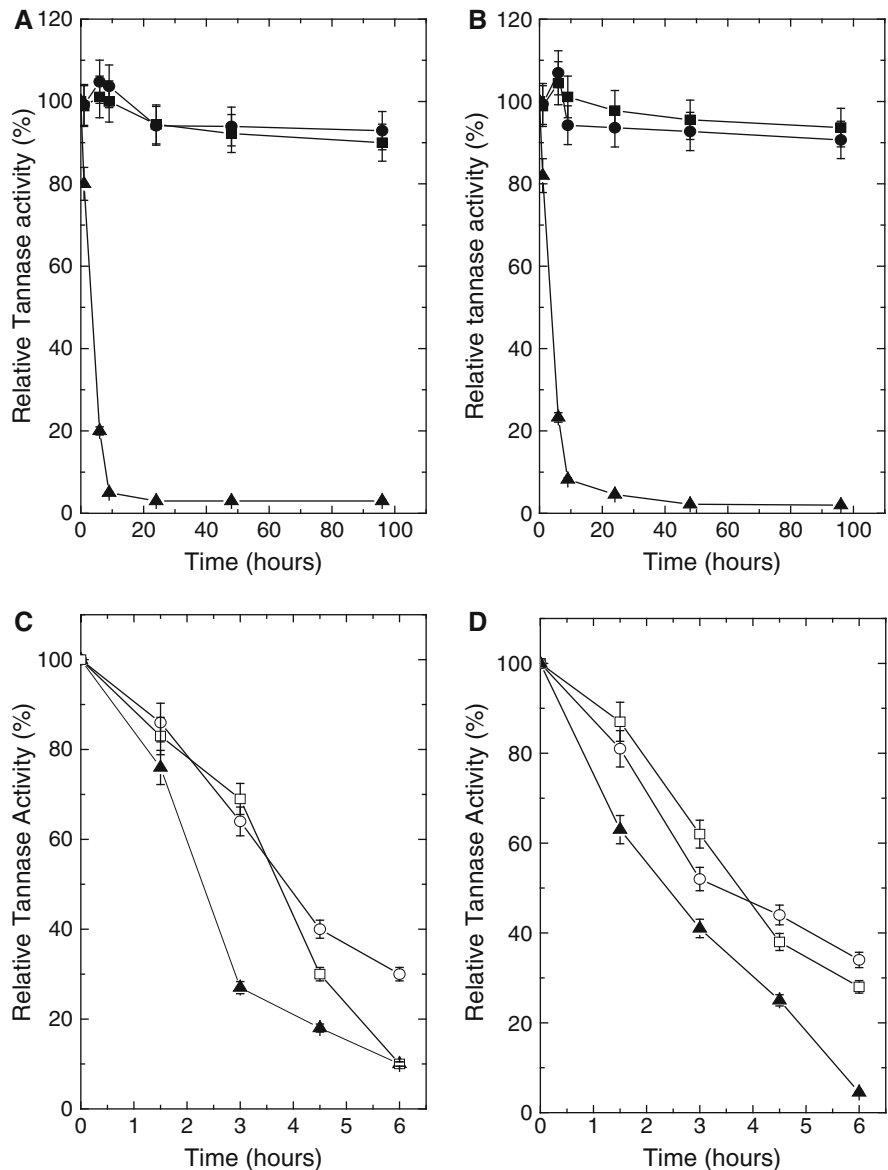 A
B
Relative Tannase activity (%)
120
100
80
60
40
20
0
0 20 40 60 80 100
Time (hours)
Relative tannase activity (%)
120
100
80
60
40
20
0
0 20 40 60 80 100
Time (hours)
C
D
Relative Tannase Activity (%)
100
80
60
40
20
0
0 1 2 3 4 5 6
Time (hours)
Relative Tannase Activity (%)
100
80
60
40
20
0
0 1 2 3 4 5 6
Time (hours)